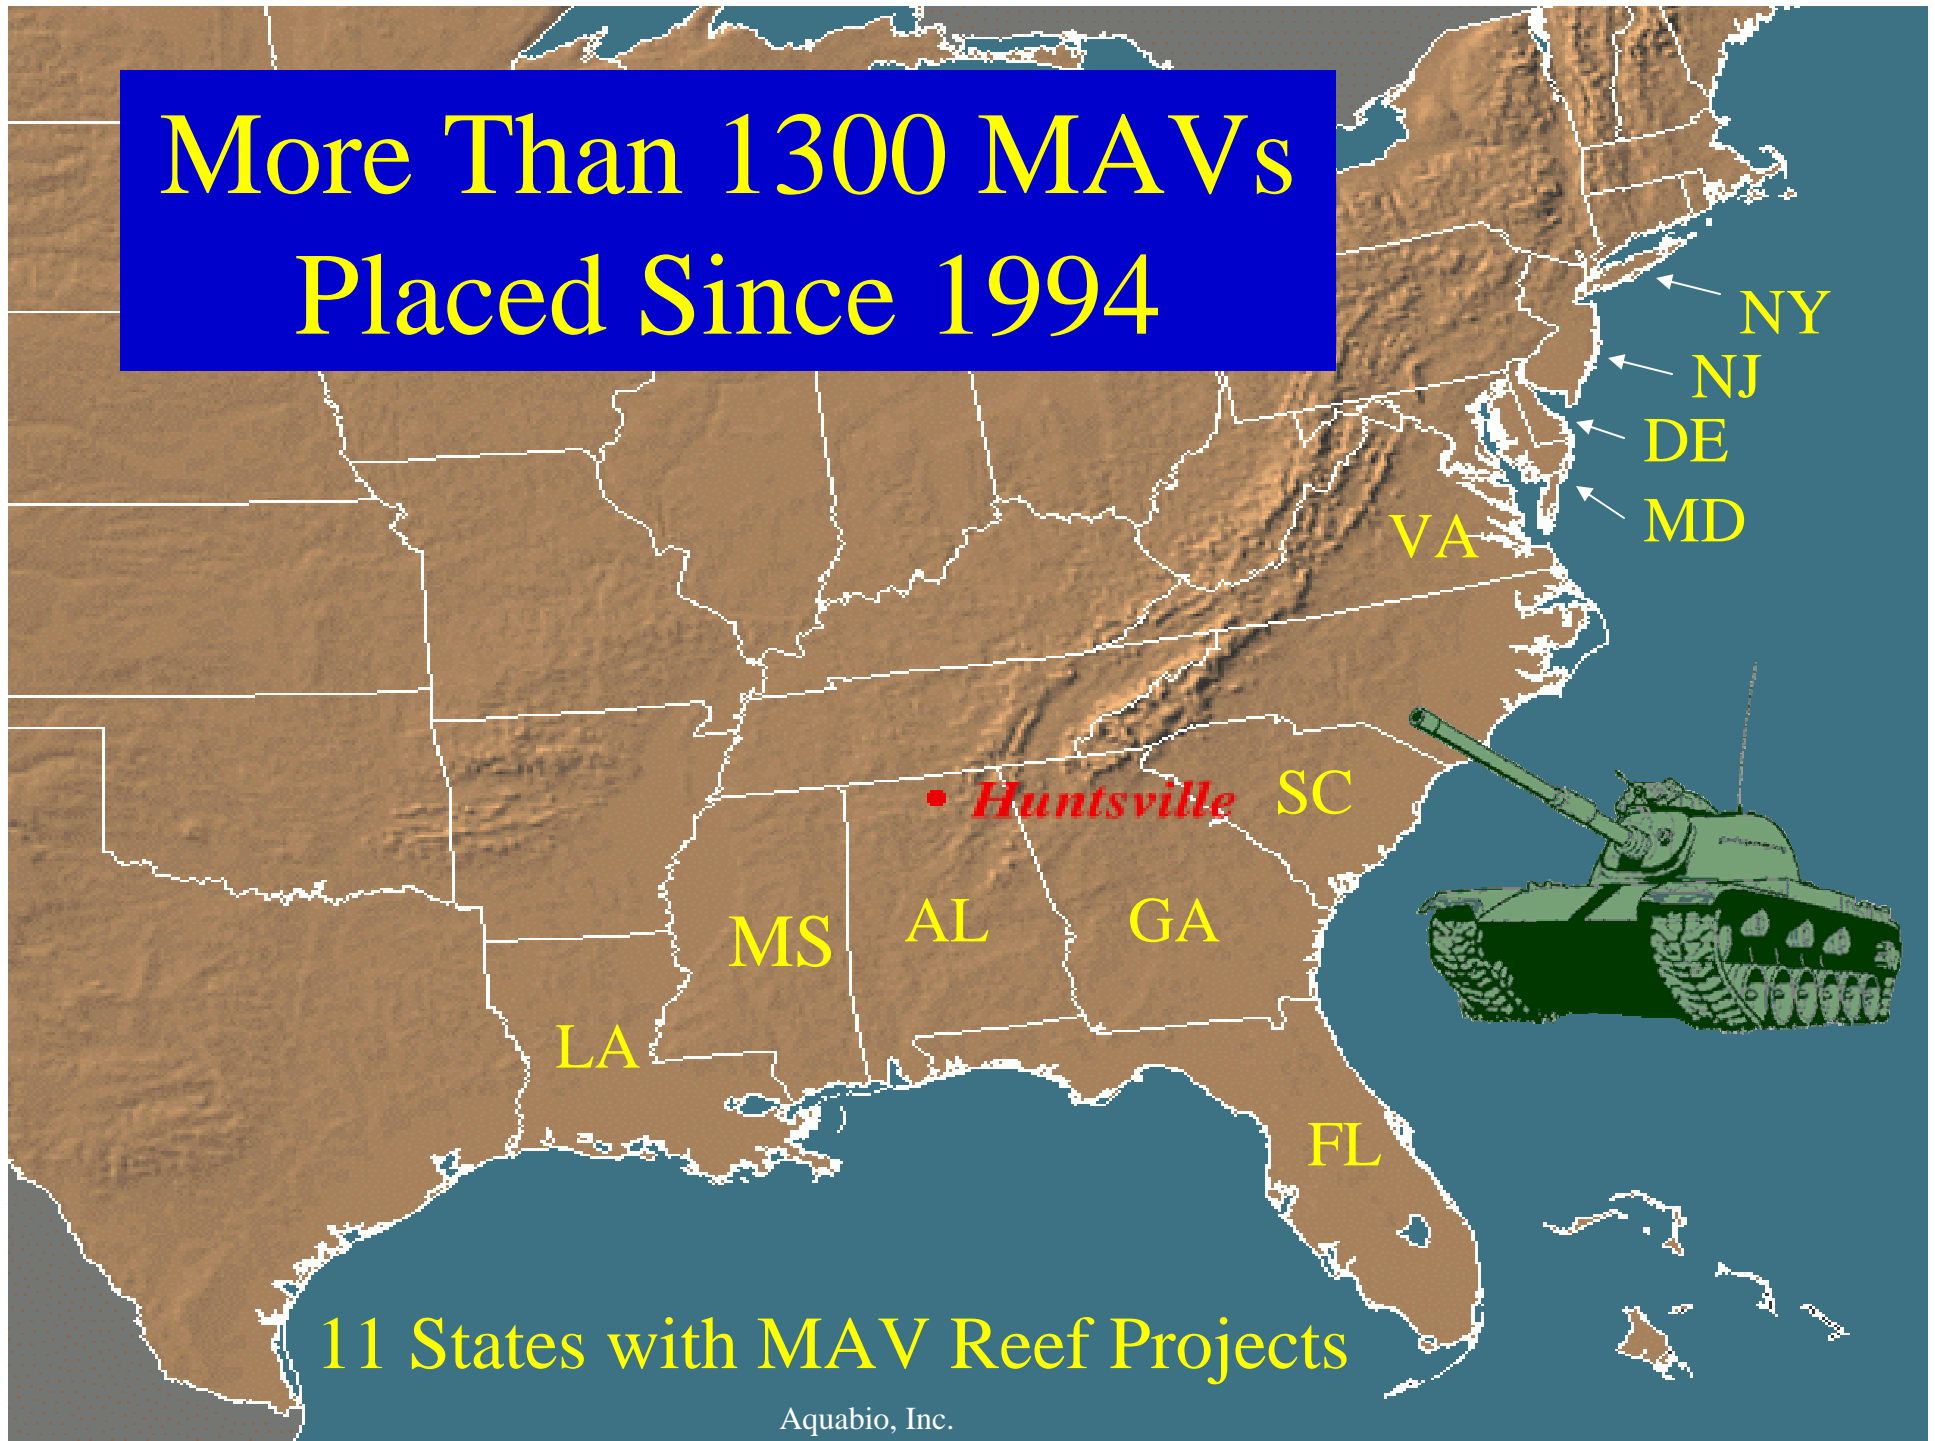 More Than 1300 MAVs
Placed Since 1994
NY
NJ
DE
MD
VA
Huntsville
SC
MS
AL
GA
LA
FL
11 States with MAV Reef Projects
Aquabio, Inc.